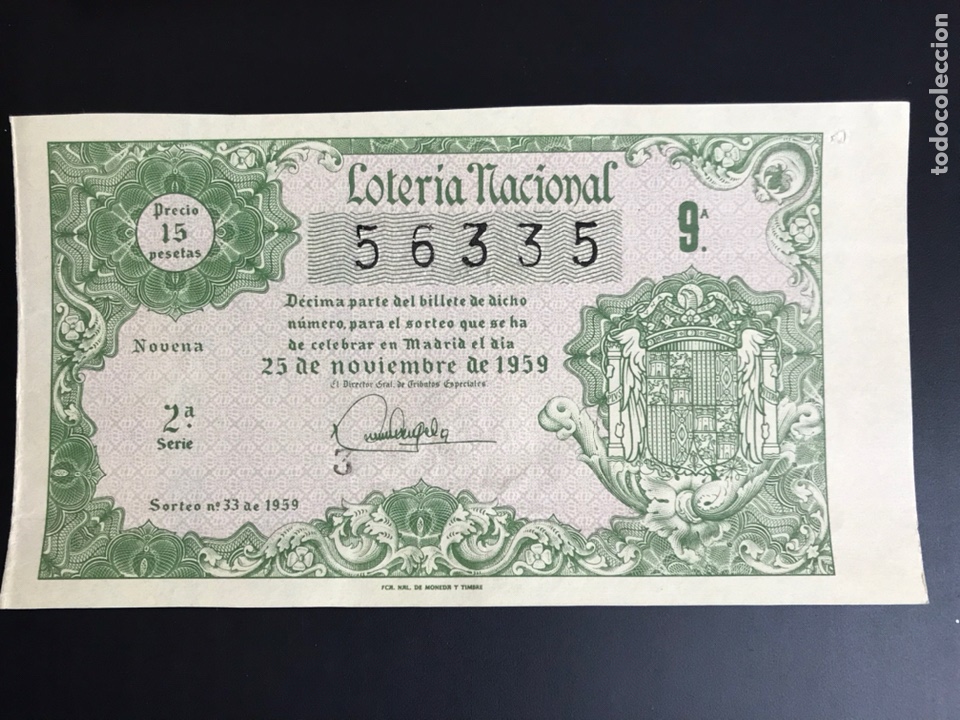 todocoleccion
Lotería Nacional
Precio
15
pesetas
56335
9.ᴬ
Décima parte del billete de dicho
número, para el sorteo que se ha
de celebrar en Madrid el día
25 de noviembre de 1959
El Director Gral. de Tributos Especiales
Novena
2.ª
Serie
3
Sorteo nº 33 de 1959
FCA. NAL. DE MONEDA Y TIMBRE